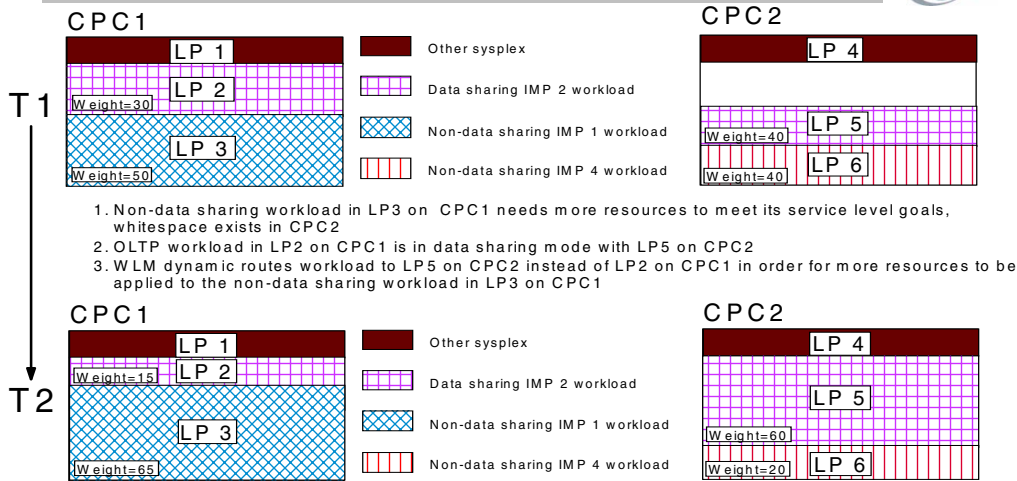 CPC1
CPC2
LP 1
Other sysplex
LP 4
T1
LP 2
Weight=30
Data sharing IMP 2 workload
LP 5
Weight=40
LP 3
Weight=50
Non-data sharing IMP 1 workload
Non-data sharing IMP 4 workload
LP 6
Weight=40
1. Non-data sharing workload in LP3 on CPC1 needs more resources to meet its service level goals,
whitespace exists in CPC2
2. OLTP workload in LP2 on CPC1 is in data sharing mode with LP5 on CPC2
3. WLM dynamic routes workload to LP5 on CPC2 instead of LP2 on CPC1 in order for more resources to be
applied to the non-data sharing workload in LP3 on CPC1
CPC1
CPC2
LP 1
Other sysplex
LP 4
T2
LP 2
Weight=15
Data sharing IMP 2 workload
LP 5
Weight=60
LP 3
Weight=65
Non-data sharing IMP 1 workload
Non-data sharing IMP 4 workload
LP 6
Weight=20